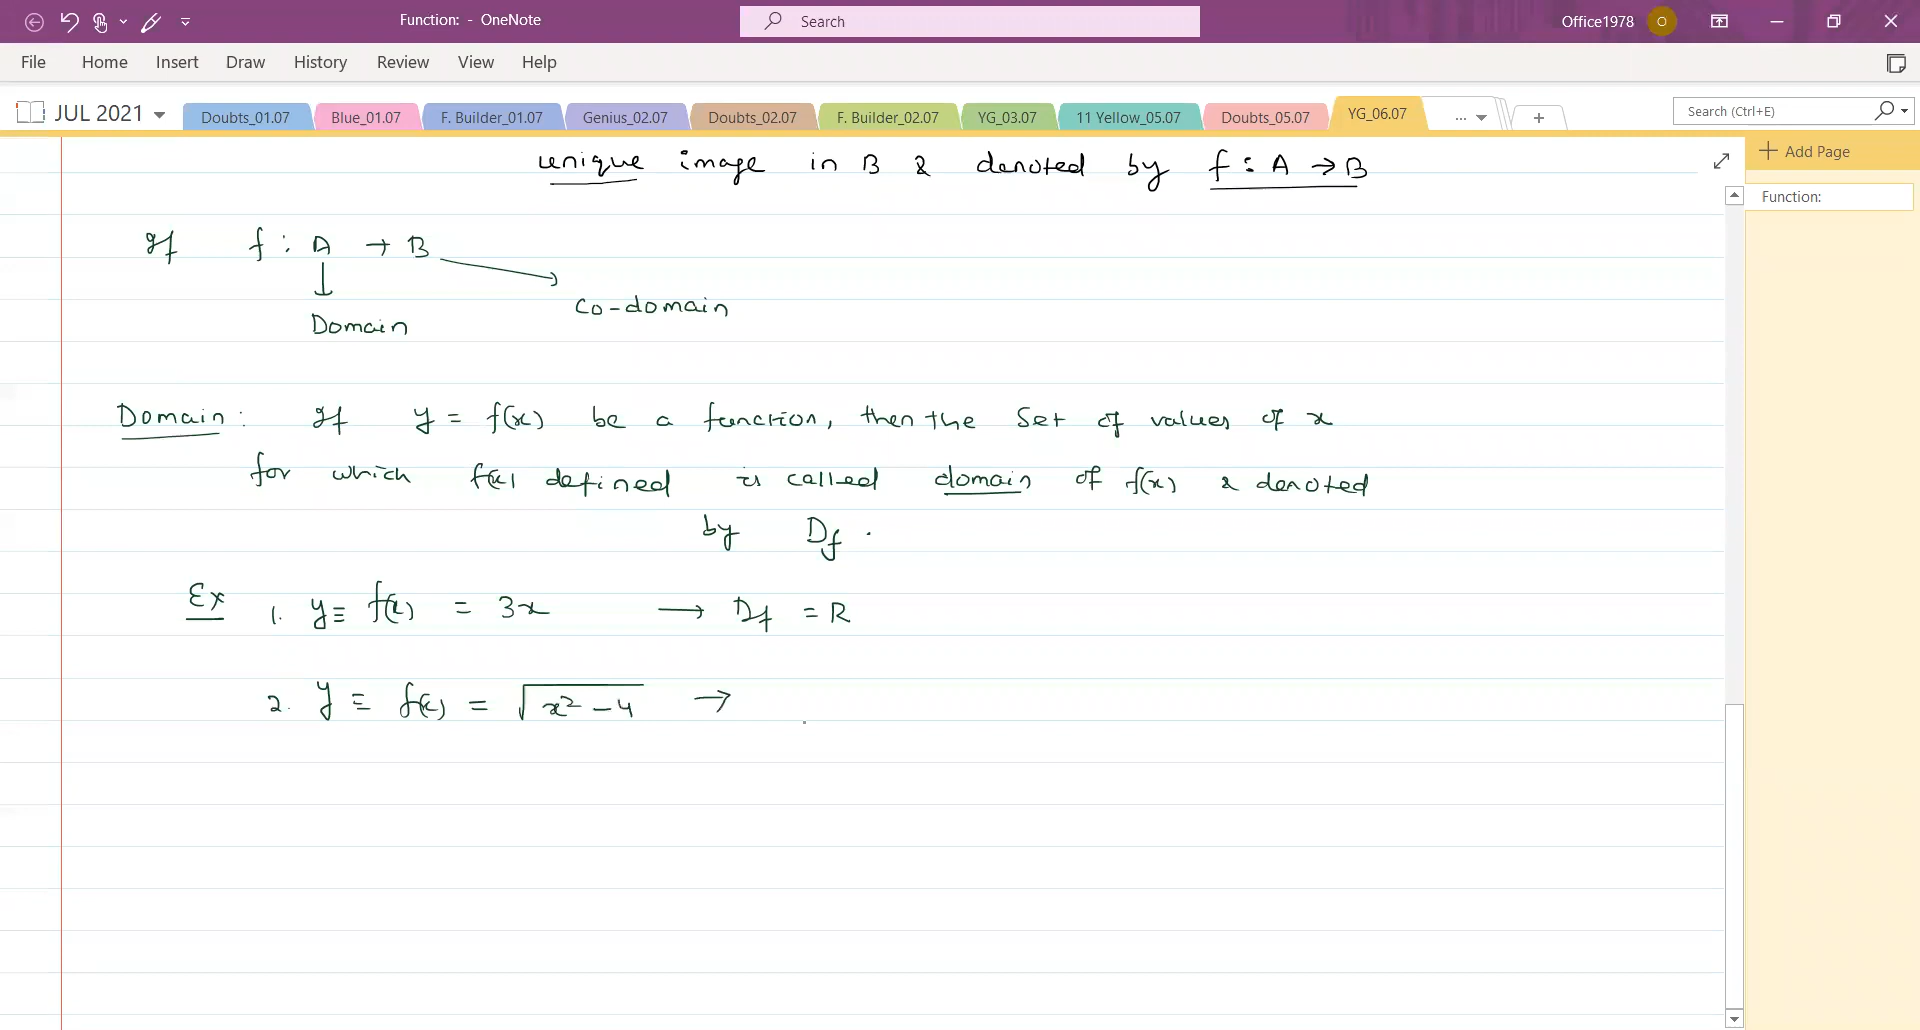 Function: - OneNote
Search
Office1978
O
File Home Insert Draw History Review View Help
JUL 2021
Doubts_01.07 Blue_01.07 F. Builder_01.07 Genius_02.07 Doubts_02.07 F. Builder_02.07 YG_03.07 11 Yellow_05.07 Doubts_05.07 YG_06.07 ... +
Search (Ctrl+E)
Add Page
Function:
unique image in B & denoted by f : A → B
If f : A → B
Co-domain
Domain
Domain: If y = f(x) be a function, then the set of values of x
for which f(x) defined is called domain of f(x) & denoted
by Df .
Ex 1. y ≡ f(x) = 3x → Df = R
2. y ≡ f(x) = √x² - 4 →